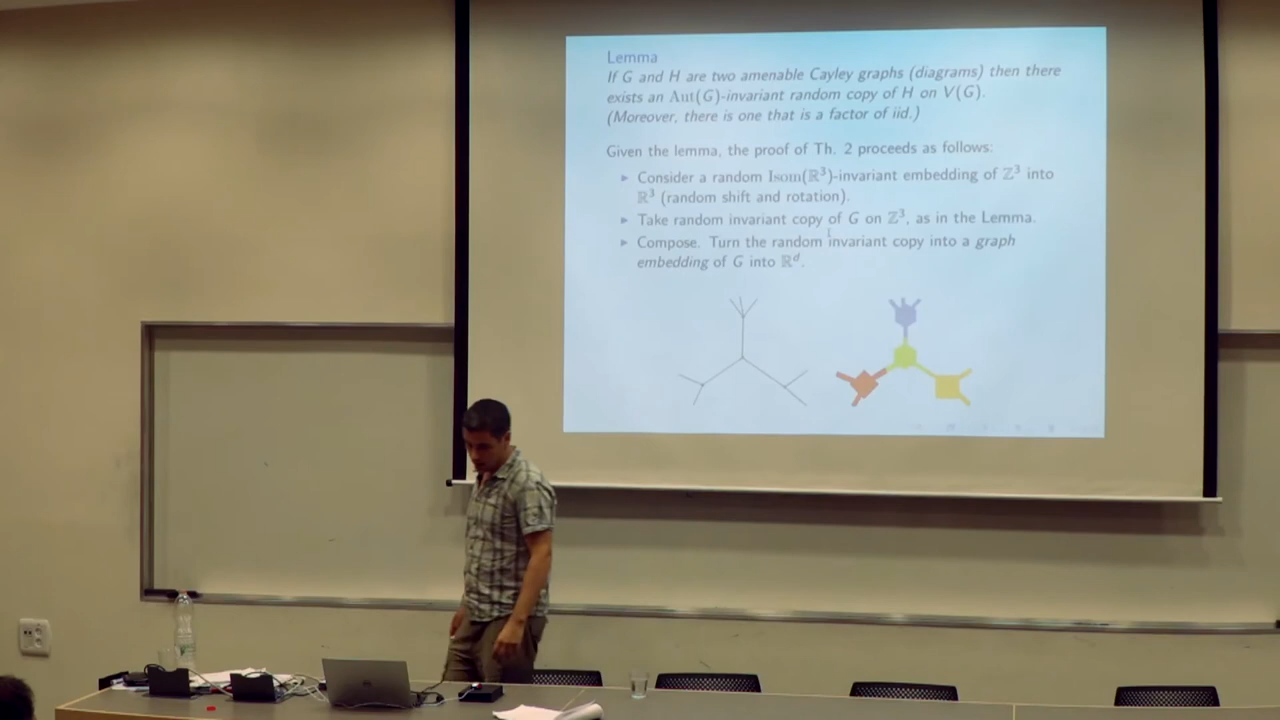 Lemma
If G and H are two amenable Cayley graphs (diagrams) then there
exists an Aut(G)-invariant random copy of H on V(G).
(Moreover, there is one that is a factor of iid.)
Given the lemma, the proof of Th. 2 proceeds as follows:
▸ Consider a random Isom(ℝ³)-invariant embedding of ℤ³ into
ℝ³ (random shift and rotation).
▸ Take random invariant copy of G on ℤ³, as in the Lemma.
▸ Compose. Turn the random invariant copy into a graph
embedding of G into ℝᵈ.